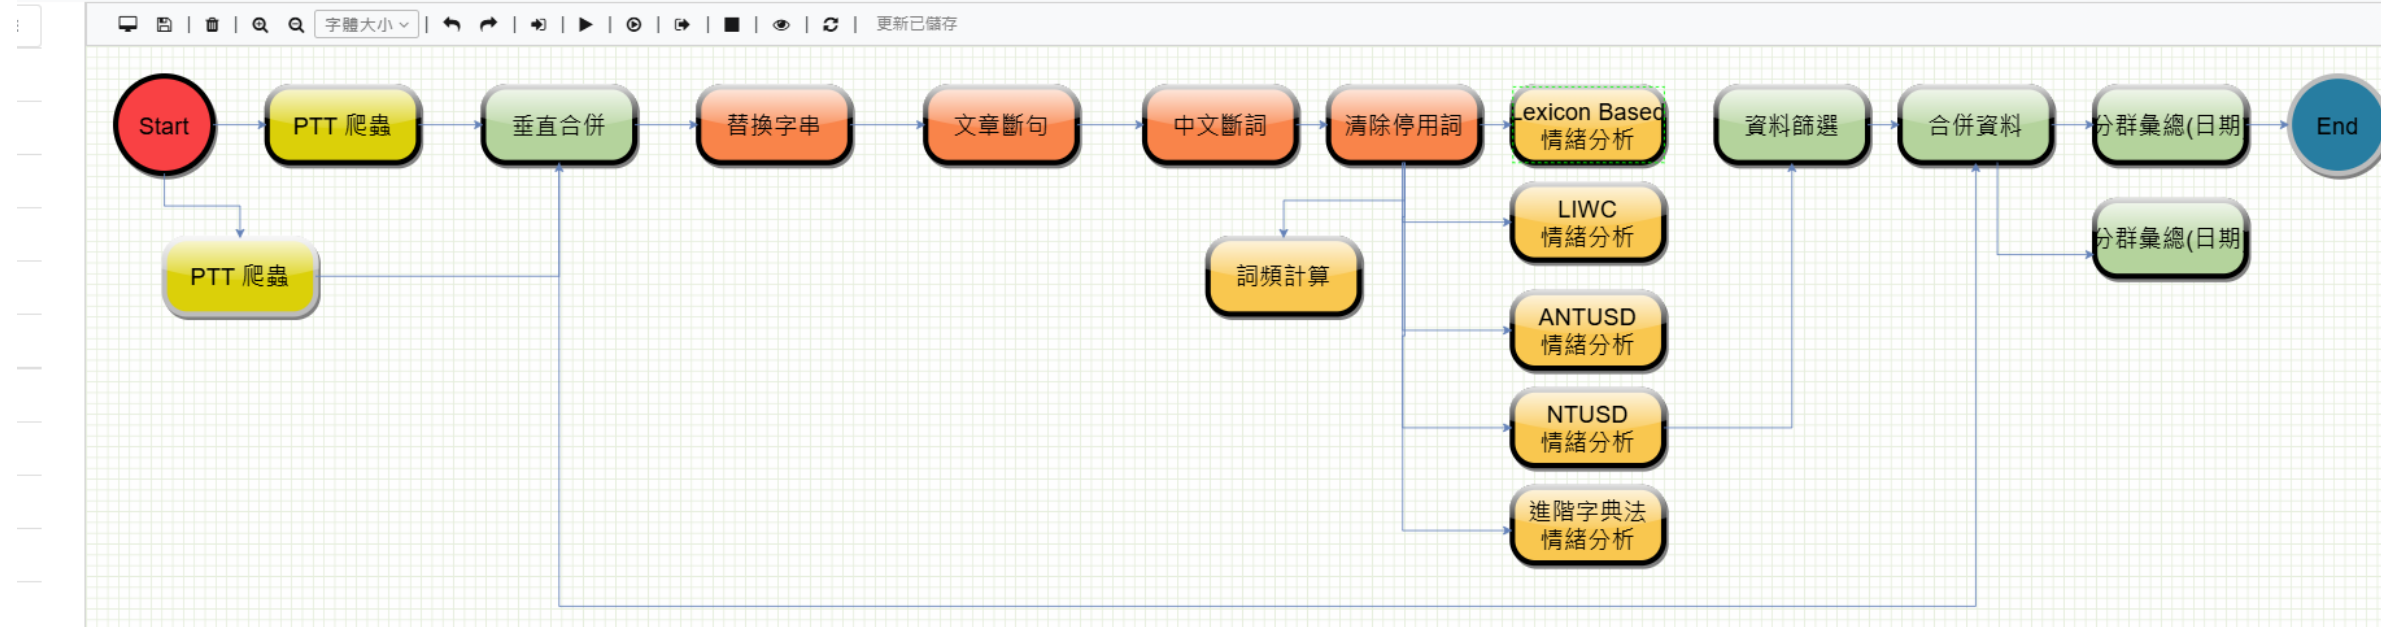 字體大小
更新已儲存
Start
PTT 爬蟲
垂直合併
替換字串
文章斷句
中文斷詞
清除停用詞
Lexicon Based
情緒分析
資料篩選
合併資料
分群彙總(日期
End
LIWC
情緒分析
分群彙總(日期
PTT 爬蟲
詞頻計算
ANTUSD
情緒分析
NTUSD
情緒分析
進階字典法
情緒分析